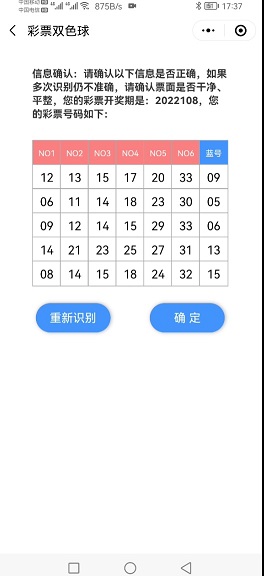 中国移动 HD
中国电信 HD
875B/s
17:37
彩票双色球
信息确认：请确认以下信息是否正确，如果
多次识别仍不准确，请确认票面是否干净、
平整，您的彩票开奖期是：2022108，您
的彩票号码如下：
NO1 NO2 NO3 NO4 NO5 NO6 蓝号
12 13 15 17 20 33 09
06 11 14 18 23 30 05
09 12 14 15 29 33 06
14 21 23 25 27 31 13
08 14 15 18 24 32 15
重新识别 确 定